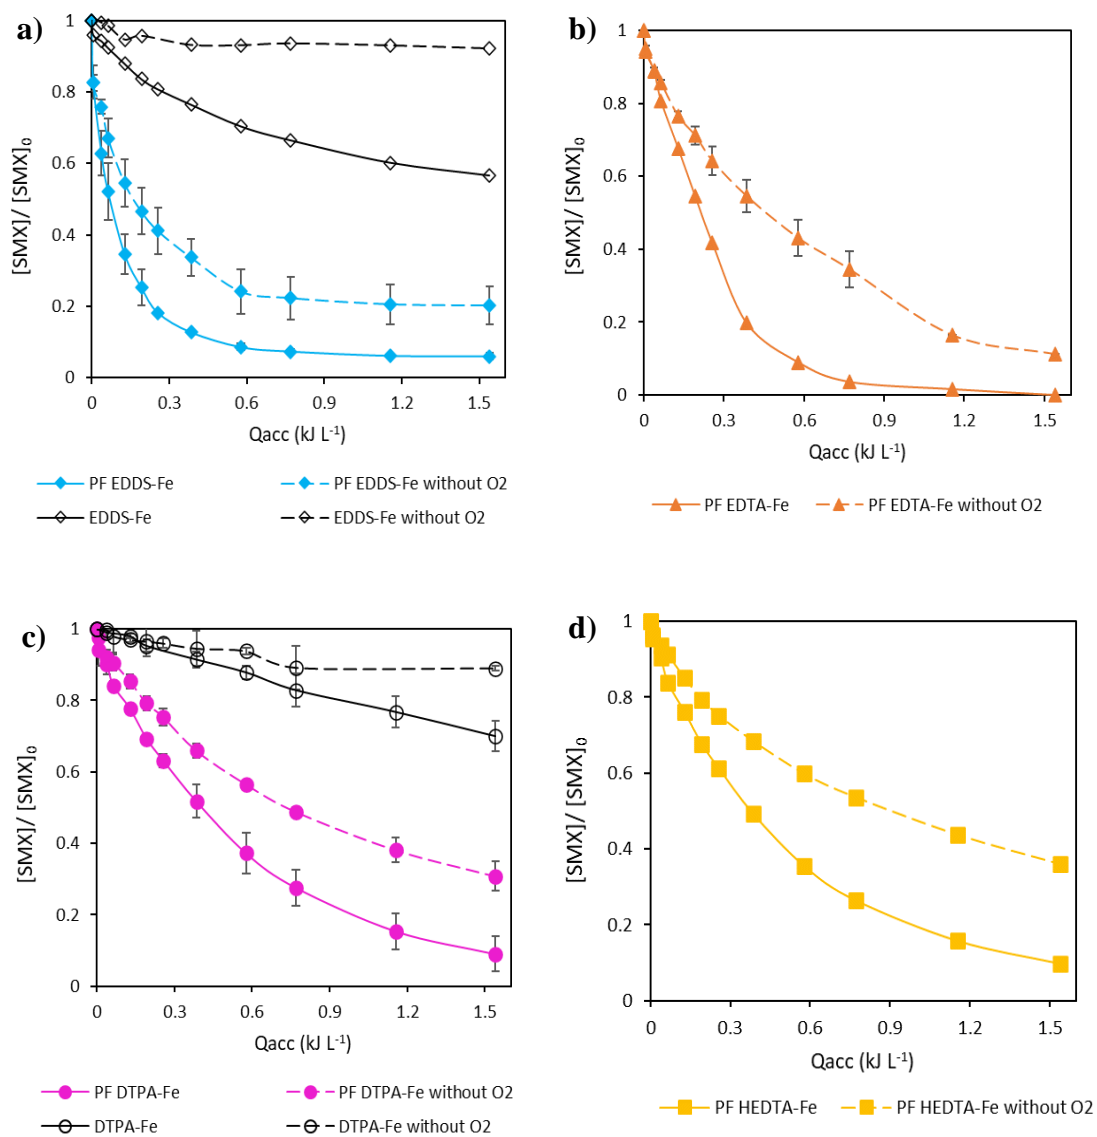 a)
1
0.8
0.6
0.4
0.2
0
[SMX]/ [SMX]₀
0 0.3 0.6 0.9 1.2 1.5
Qacc (kJ L⁻¹)
PF EDDS-Fe PF EDDS-Fe without O2
EDDS-Fe EDDS-Fe without O2
b)
1
0.8
0.6
0.4
0.2
0
[SMX]/ [SMX]₀
0 0.3 0.6 0.9 1.2 1.5
Qacc (kJ L⁻¹)
PF EDTA-Fe PF EDTA-Fe without O2
c)
1
0.8
0.6
0.4
0.2
0
[SMX]/ [SMX]₀
0 0.3 0.6 0.9 1.2 1.5
Qacc (kJ L⁻¹)
PF DTPA-Fe PF DTPA-Fe without O2
DTPA-Fe DTPA-Fe without O2
d)
1
0.8
0.6
0.4
0.2
0
[SMX]/ [SMX]₀
0 0.3 0.6 0.9 1.2 1.5
Qacc (kJ L⁻¹)
PF HEDTA-Fe PF HEDTA-Fe without O2